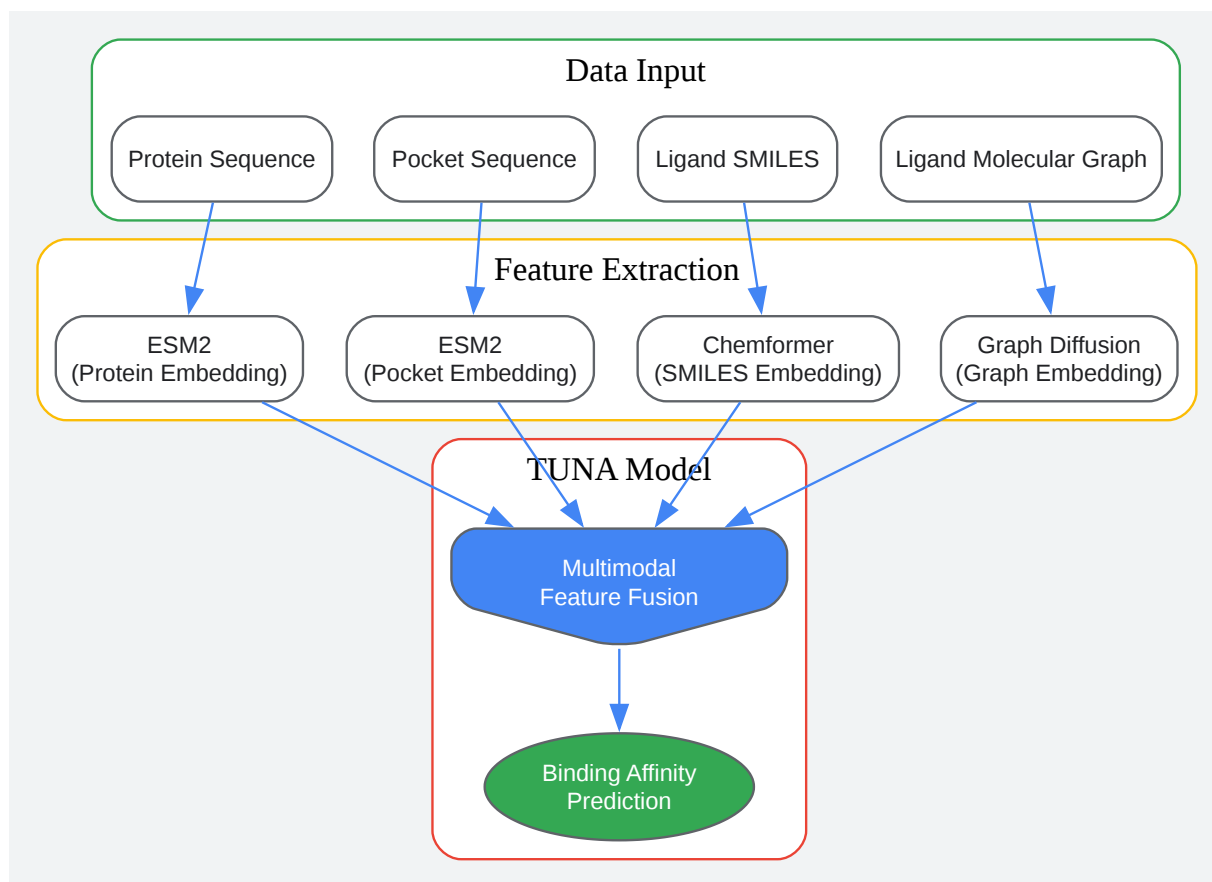 Data Input
Protein Sequence
Pocket Sequence
Ligand SMILES
Ligand Molecular Graph
Feature Extraction
ESM2
(Protein Embedding)
ESM2
(Pocket Embedding)
Chemformer
(SMILES Embedding)
Graph Diffusion
(Graph Embedding)
TUNA Model
Multimodal
Feature Fusion
Binding Affinity
Prediction